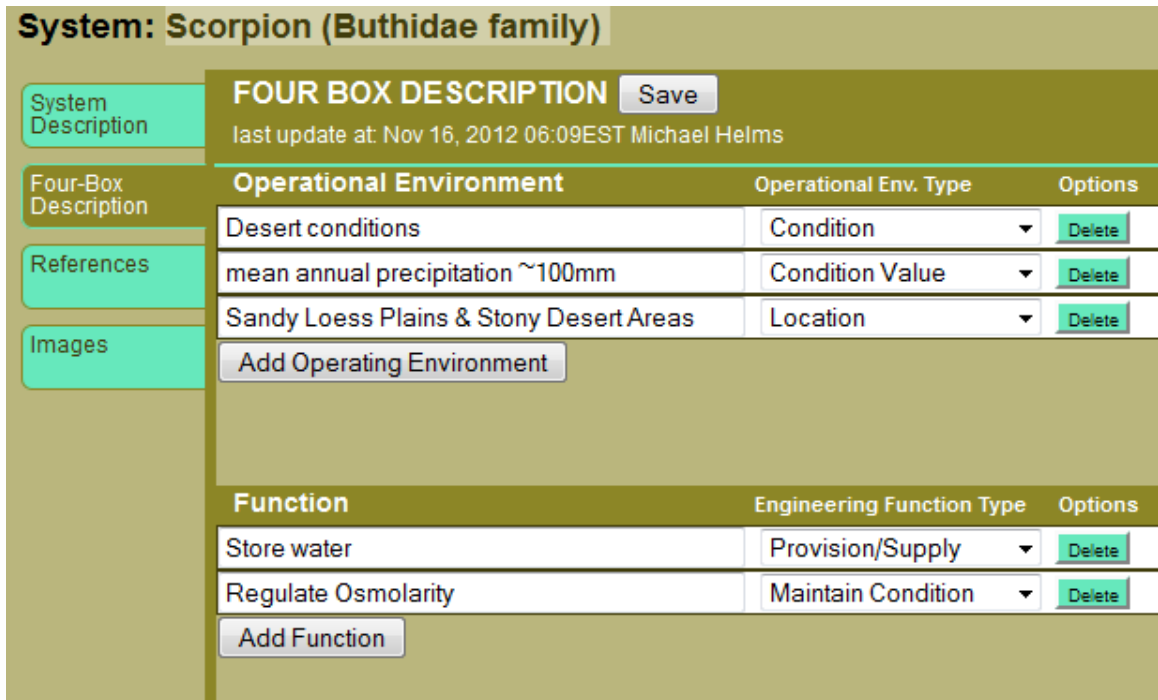 System: Scorpion (Buthidae family)
System
Description
Four-Box
Description
References
Images
FOUR BOX DESCRIPTION Save
last update at: Nov 16, 2012 06:09EST Michael Helms
Operational Environment Operational Env. Type Options
Desert conditions Condition Delete
mean annual precipitation ~100mm Condition Value Delete
Sandy Loess Plains & Stony Desert Areas Location Delete
Add Operating Environment
Function Engineering Function Type Options
Store water Provision/Supply Delete
Regulate Osmolarity Maintain Condition Delete
Add Function